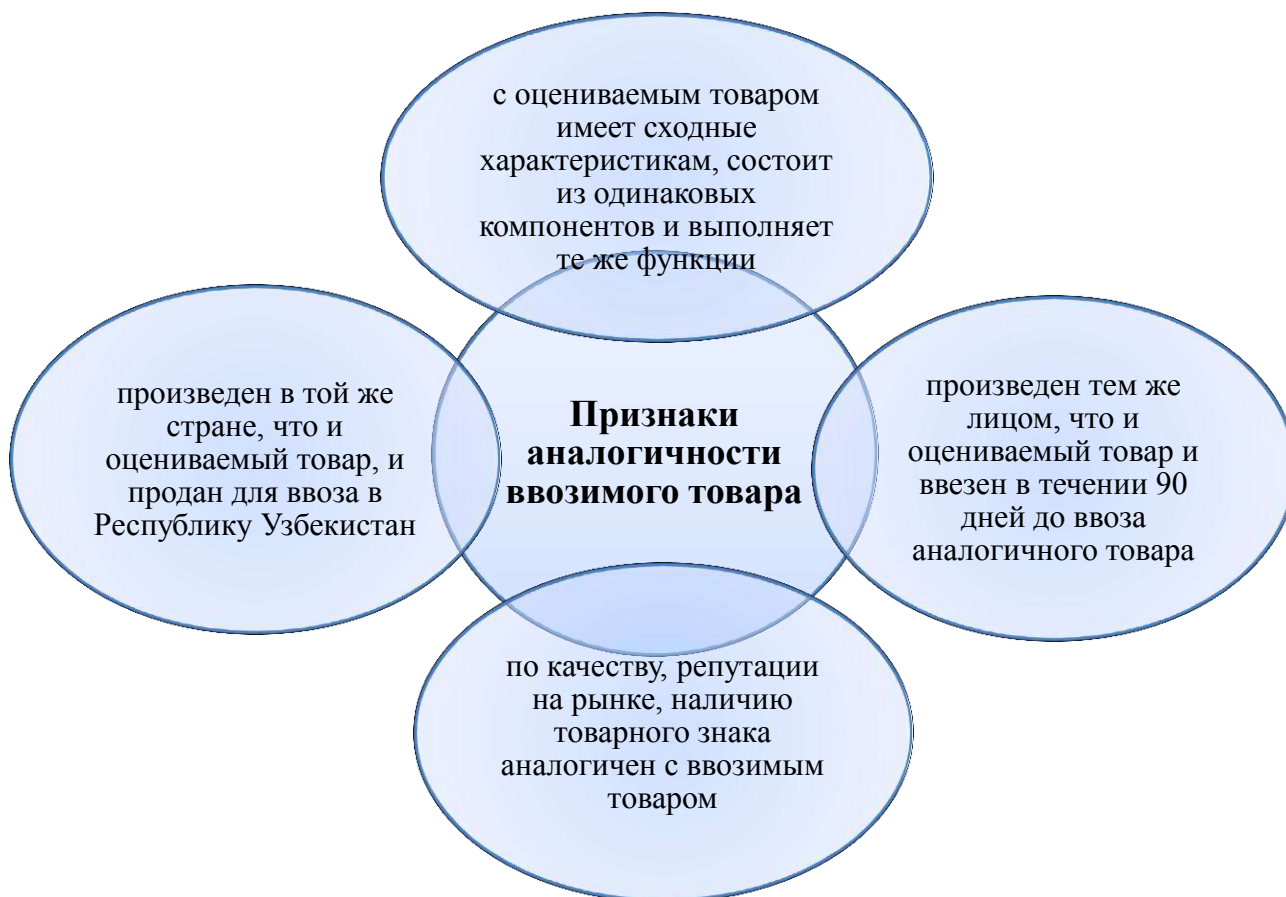 с оцениваемым товаром
имеет сходные
характеристикам, состоит
из одинаковых
компонентов и выполняет
те же функции
произведен в той же
стране, что и
оцениваемый товар, и
продан для ввоза в
Республику Узбекистан
Признаки
аналогичности
ввозимого товара
произведен тем же
лицом, что и
оцениваемый товар и
ввезен в течении 90
дней до ввоза
аналогичного товара
по качеству, репутации
на рынке, наличию
товарного знака
аналогичен с ввозимым
товаром